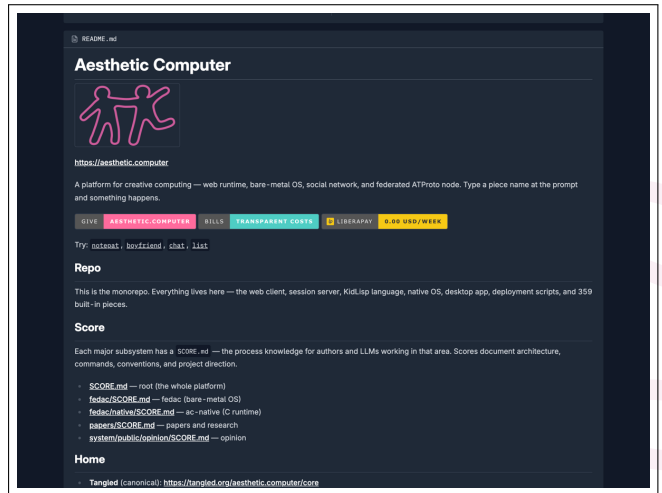 README.md
Aesthetic Computer
https://aesthetic.computer
A platform for creative computing — web runtime, bare-metal OS, social network, and federated ATProto node. Type a piece name at the prompt
and something happens.
GIVE AESTHETIC.COMPUTER BILLS TRANSPARENT COSTS LIBERAPAY 0.00 USD/WEEK
Try: notepat, boyfriend, chat, list
Repo
This is the monorepo. Everything lives here — the web client, session server, KidLisp language, native OS, desktop app, deployment scripts, and 359
built-in pieces.
Score
Each major subsystem has a SCORE.md — the process knowledge for authors and LLMs working in that area. Scores document architecture,
commands, conventions, and project direction.
SCORE.md — root (the whole platform)
fedac/SCORE.md — fedac (bare-metal OS)
fedac/native/SCORE.md — ac-native (C runtime)
papers/SCORE.md — papers and research
system/public/opinion/SCORE.md — opinion
Home
Tangled (canonical): https://tangled.org/aesthetic.computer/core